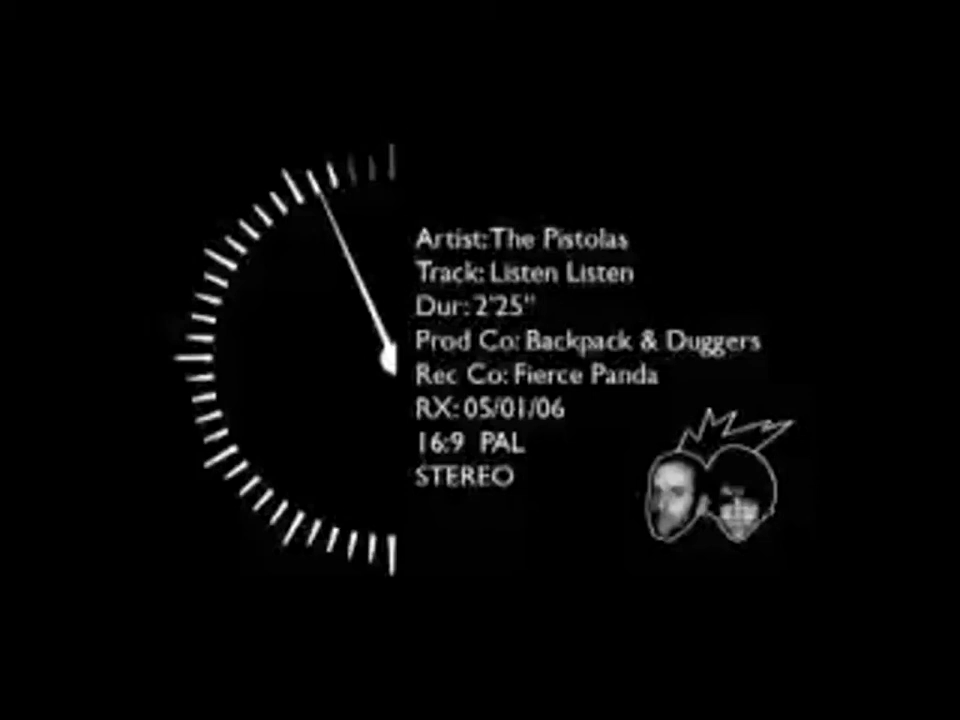 Artist: The Pistolas
Track: Listen Listen
Dur: 2'25"
Prod Co: Backpack & Duggers
Rec Co: Fierce Panda
RX: 05/01/06
16:9 PAL
STEREO